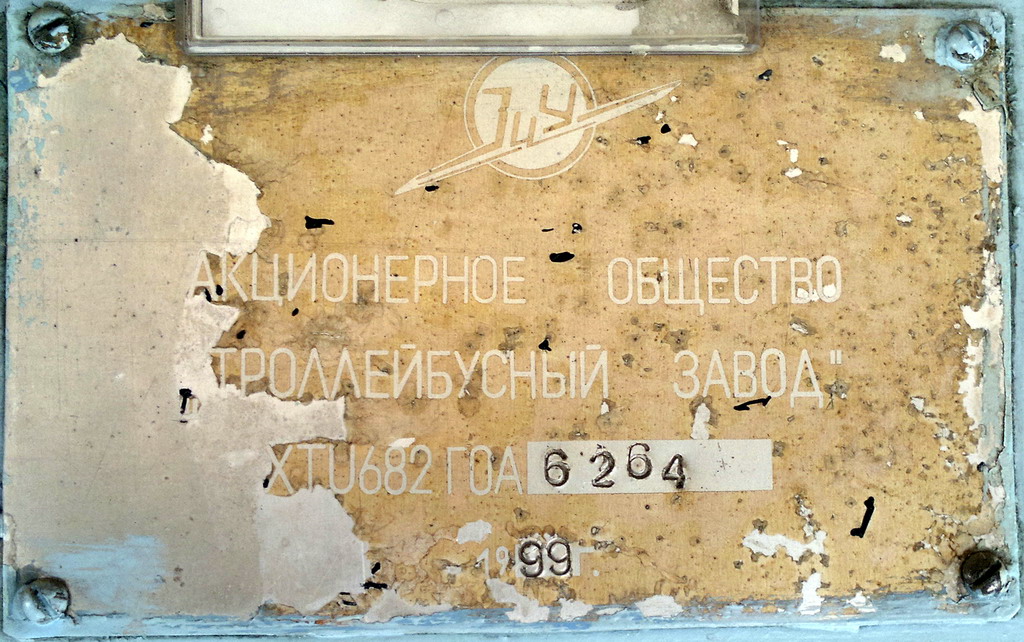 ЗиУ
АКЦИОНЕРНОЕ ОБЩЕСТВО
"ТРОЛЛЕЙБУСНЫЙ ЗАВОД"
XTU682ГОА 6264
1999 г.